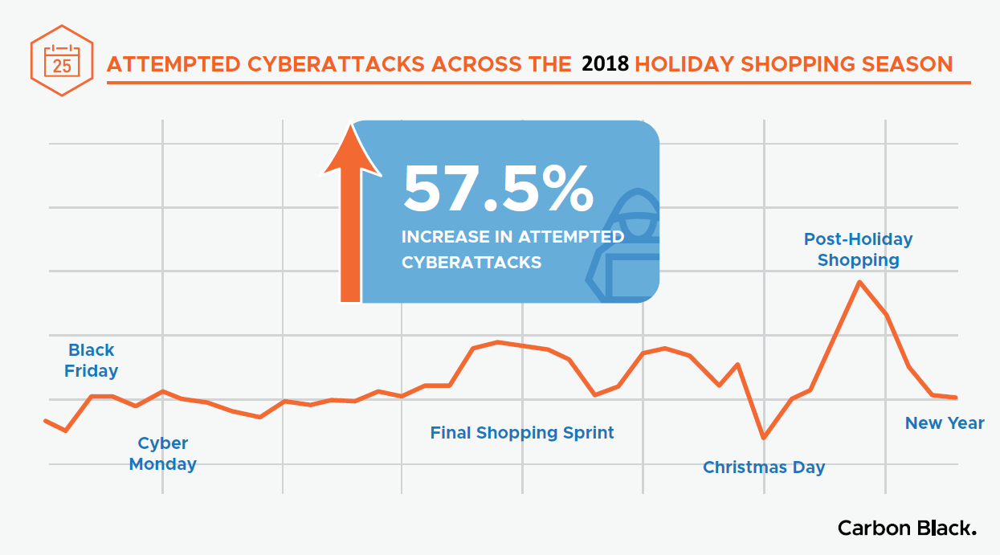 25
ATTEMPTED CYBERATTACKS ACROSS THE 2018 HOLIDAY SHOPPING SEASON
57.5%
INCREASE IN ATTEMPTED
CYBERATTACKS
Post-Holiday
Shopping
Black
Friday
Cyber
Monday
Final Shopping Sprint
Christmas Day
New Year
Carbon Black.